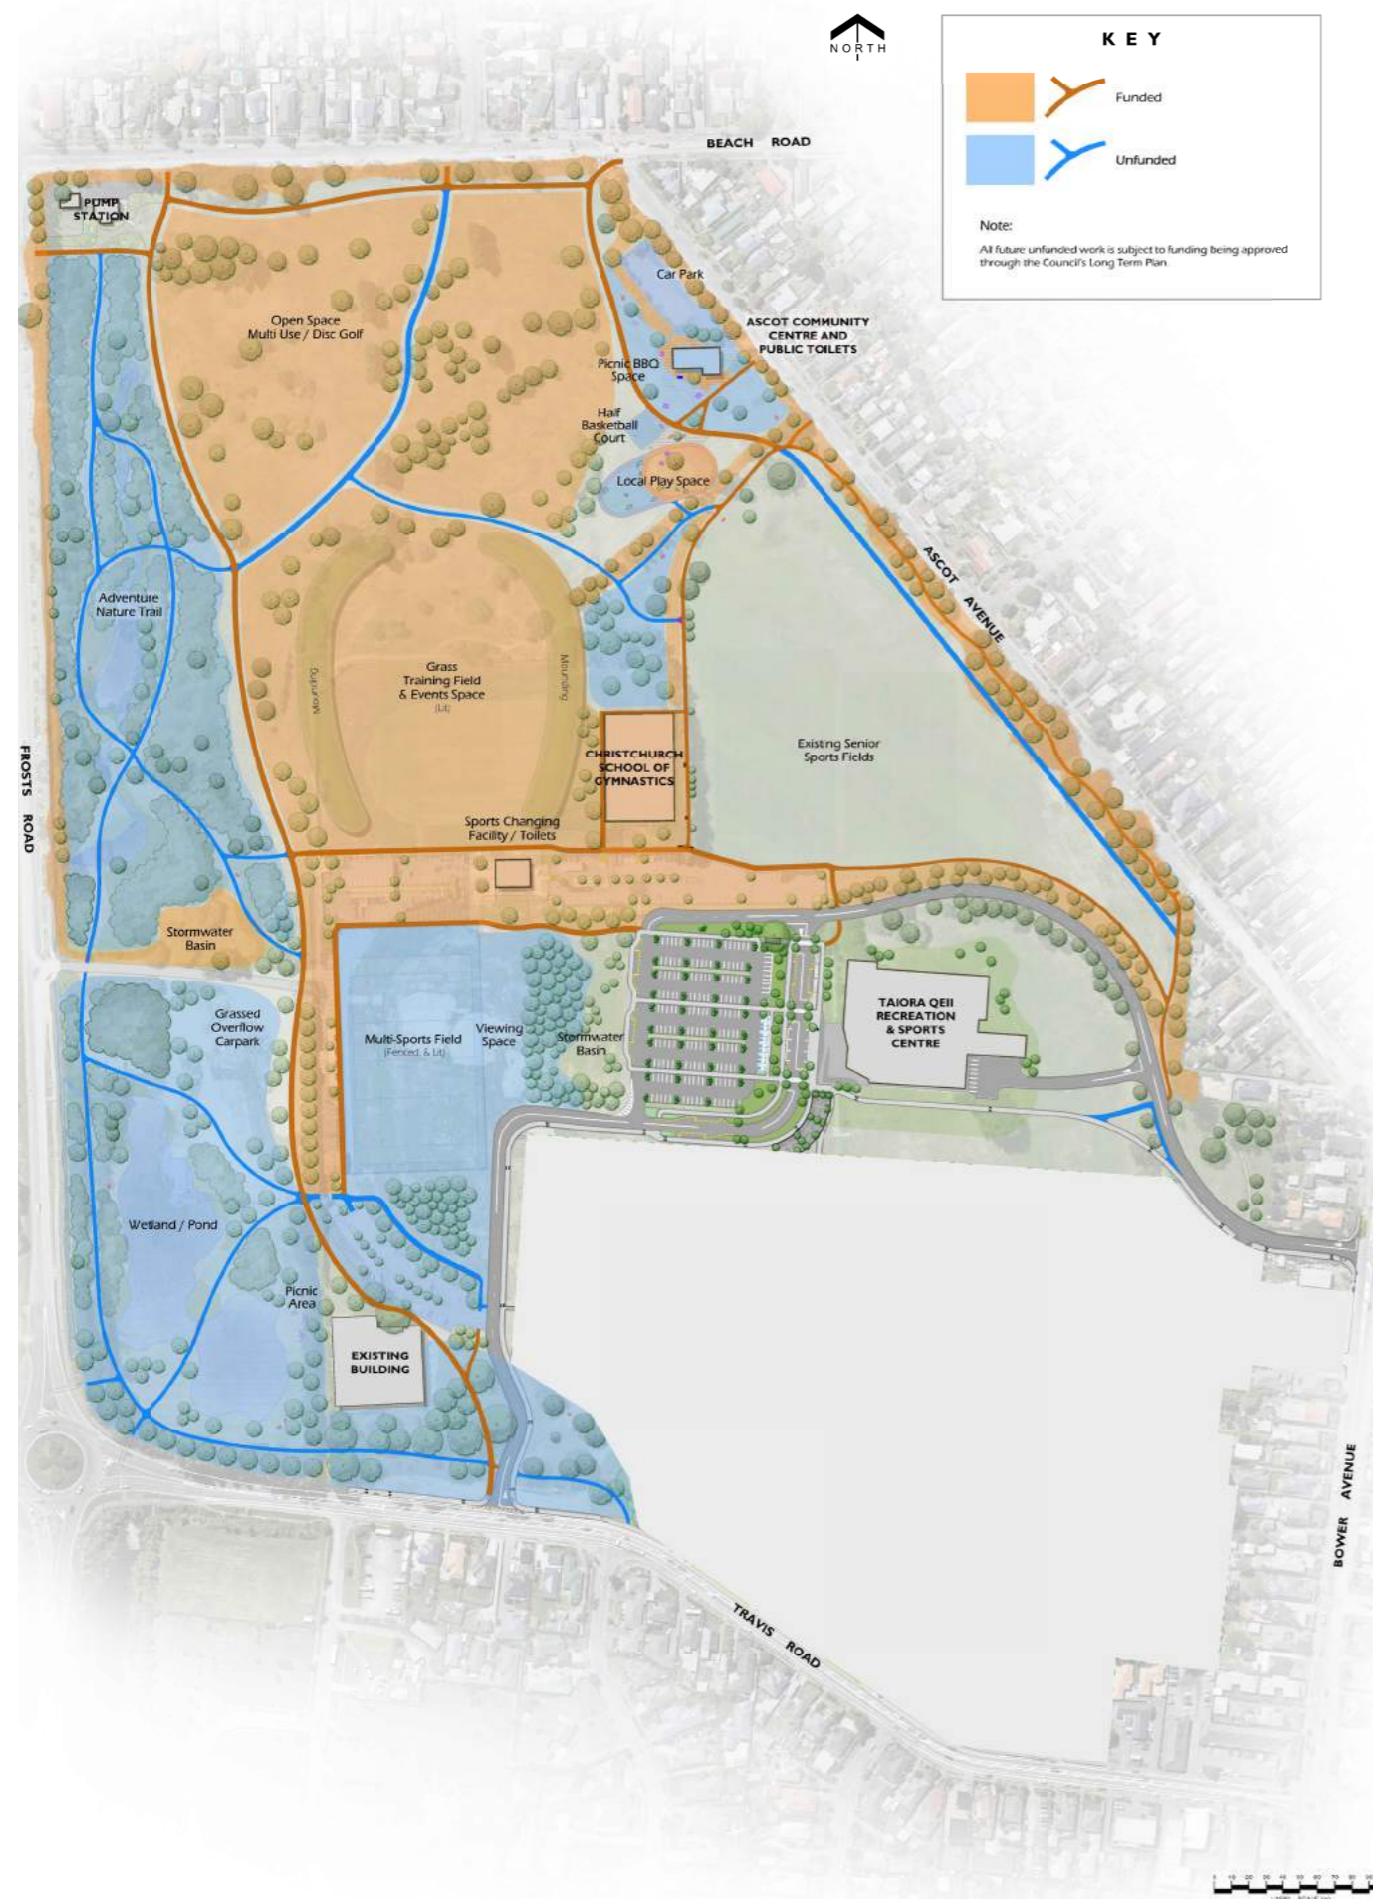 NORTH
KEY
Funded
Unfunded
Note:
All future unfunded work is subject to funding being approved
through the Council's Long Term Plan
BEACH ROAD
PUMP
STATION
Car Park
Open Space
Multi Use / Disc Golf
ASCOT COMMUNITY
CENTRE AND
PUBLIC TOILETS
Picnic BBQ
Space
Half
Basketball
Court
Local Play Space
ASCOT AVENUE
Adventure
Nature Trail
Mounding
Grass
Training Field
& Events Space
(Lit)
Mounding
CHRISTCHURCH
SCHOOL OF
GYMNASTICS
Existing Senior
Sports Fields
FROSTS ROAD
Sports Changing
Facility / Toilets
Stormwater
Basin
Grassed
Overflow
Carpark
Multi-Sports Field
(Fenced & Lit)
Viewing
Space
Stormwater
Basin
TAIORA QEII
RECREATION
& SPORTS
CENTRE
Wetland / Pond
Picnic
Area
EXISTING
BUILDING
BOWER AVENUE
TRAVIS ROAD